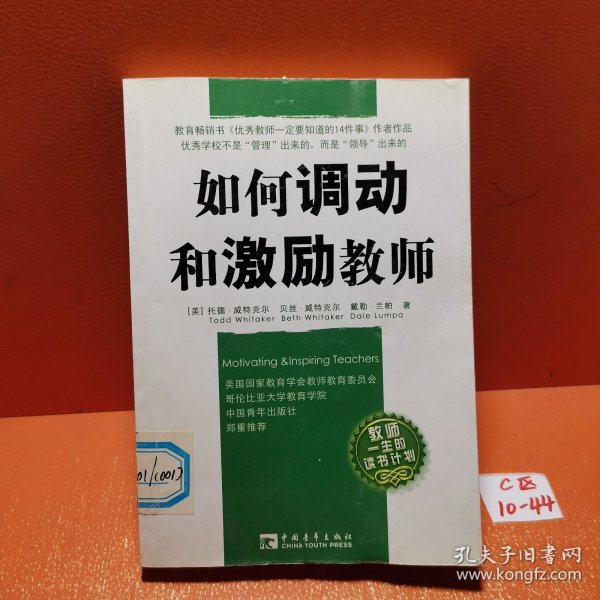 教育畅销书《优秀教师一定要知道的14件事》作者作品
优秀学校不是“管理”出来的，而是“领导”出来的
如何调动
和激励教师
[美] 托德·威特克尔 贝丝·威特克尔 戴勒·兰帕 著
Todd Whitaker Beth Whitaker Dale Lumpa
Motivating &Inspiring Teachers
美国国家教育学会教师教育委员会
哥伦比亚大学教育学院
中国青年出版社
郑重推荐
教师
一生的
读书计划
01/(001)
中国青年出版社
CHINA YOUTH PRESS
C区
10-44
孔夫子旧书网
www.kongfz.com